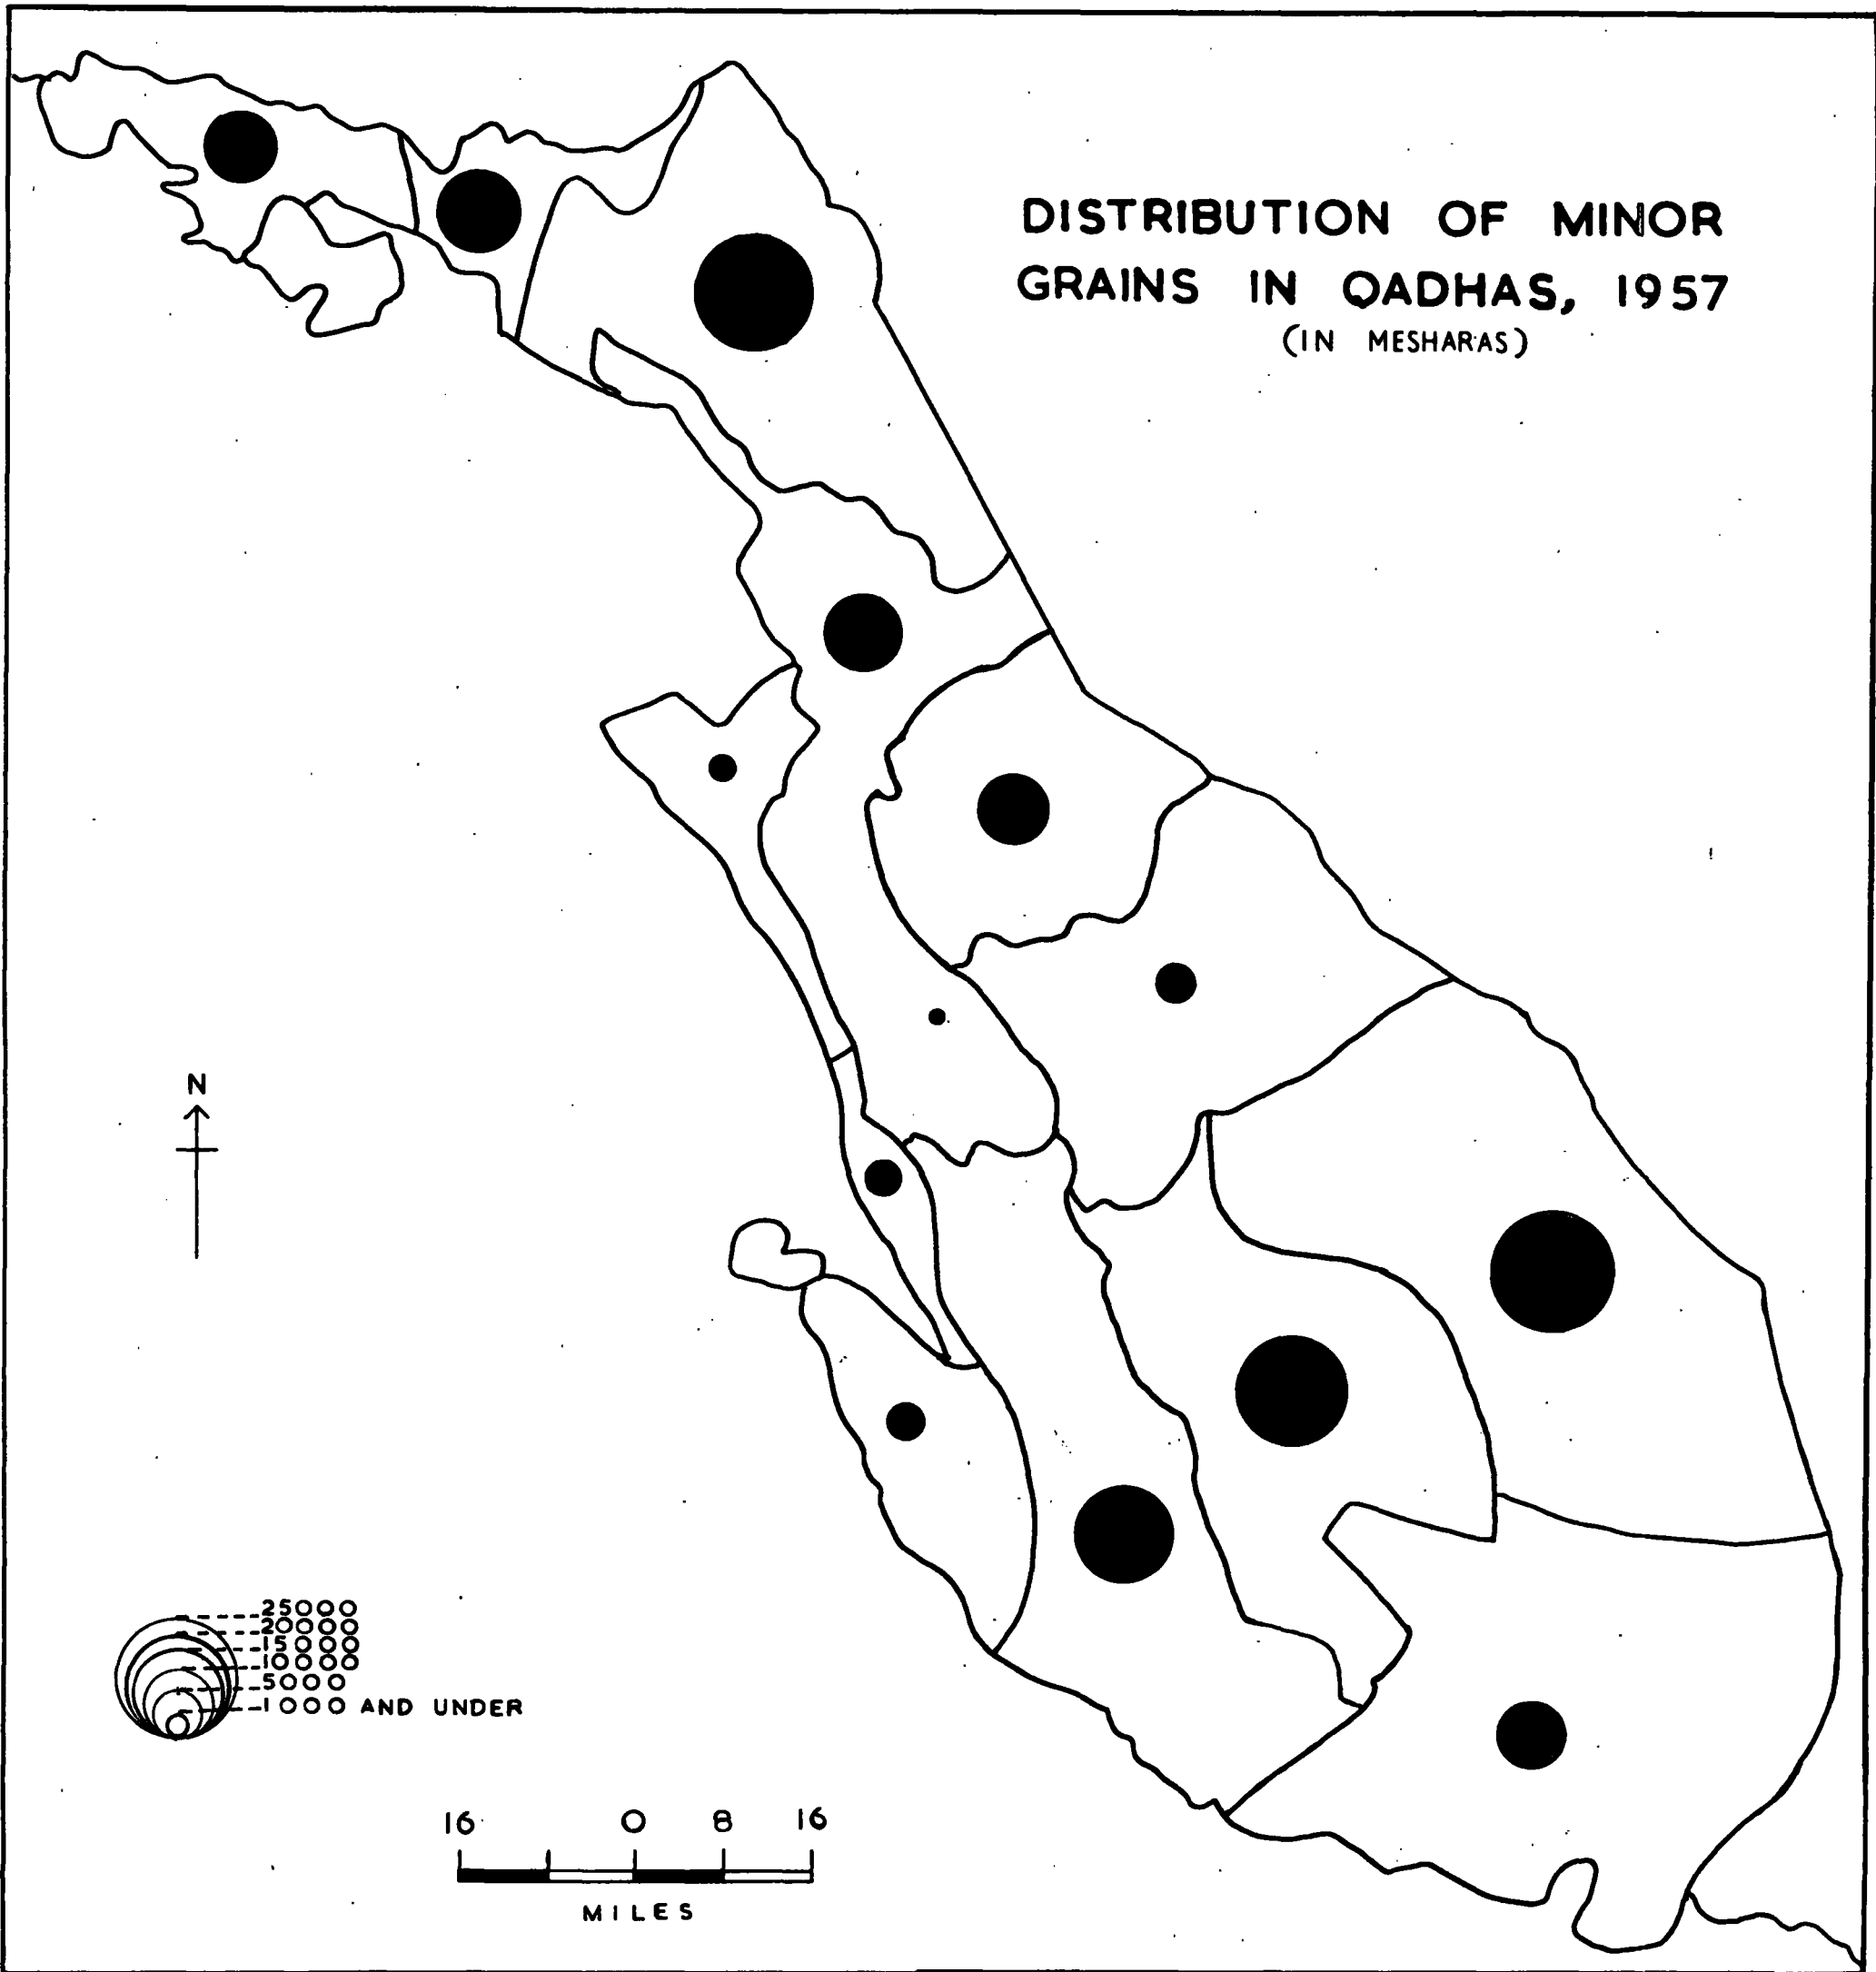 DISTRIBUTION OF MINOR
GRAINS IN QADHAS, 1957
(IN MESHARAS)
N
25000
20000
15000
10000
5000
1000 AND UNDER
16 0 8 16
MILES